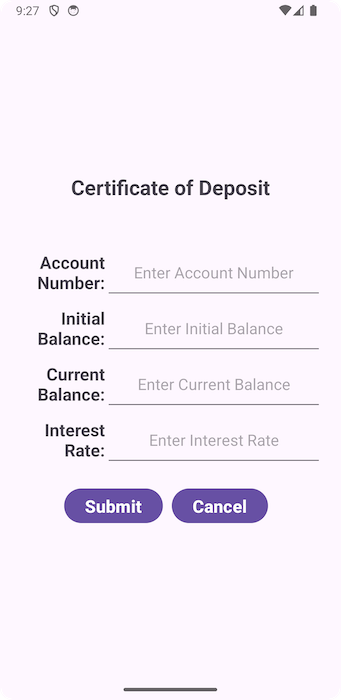 9:27
Certificate of Deposit
Account
Number:
Enter Account Number
Initial
Balance:
Enter Initial Balance
Current
Balance:
Enter Current Balance
Interest
Rate:
Enter Interest Rate
Submit Cancel